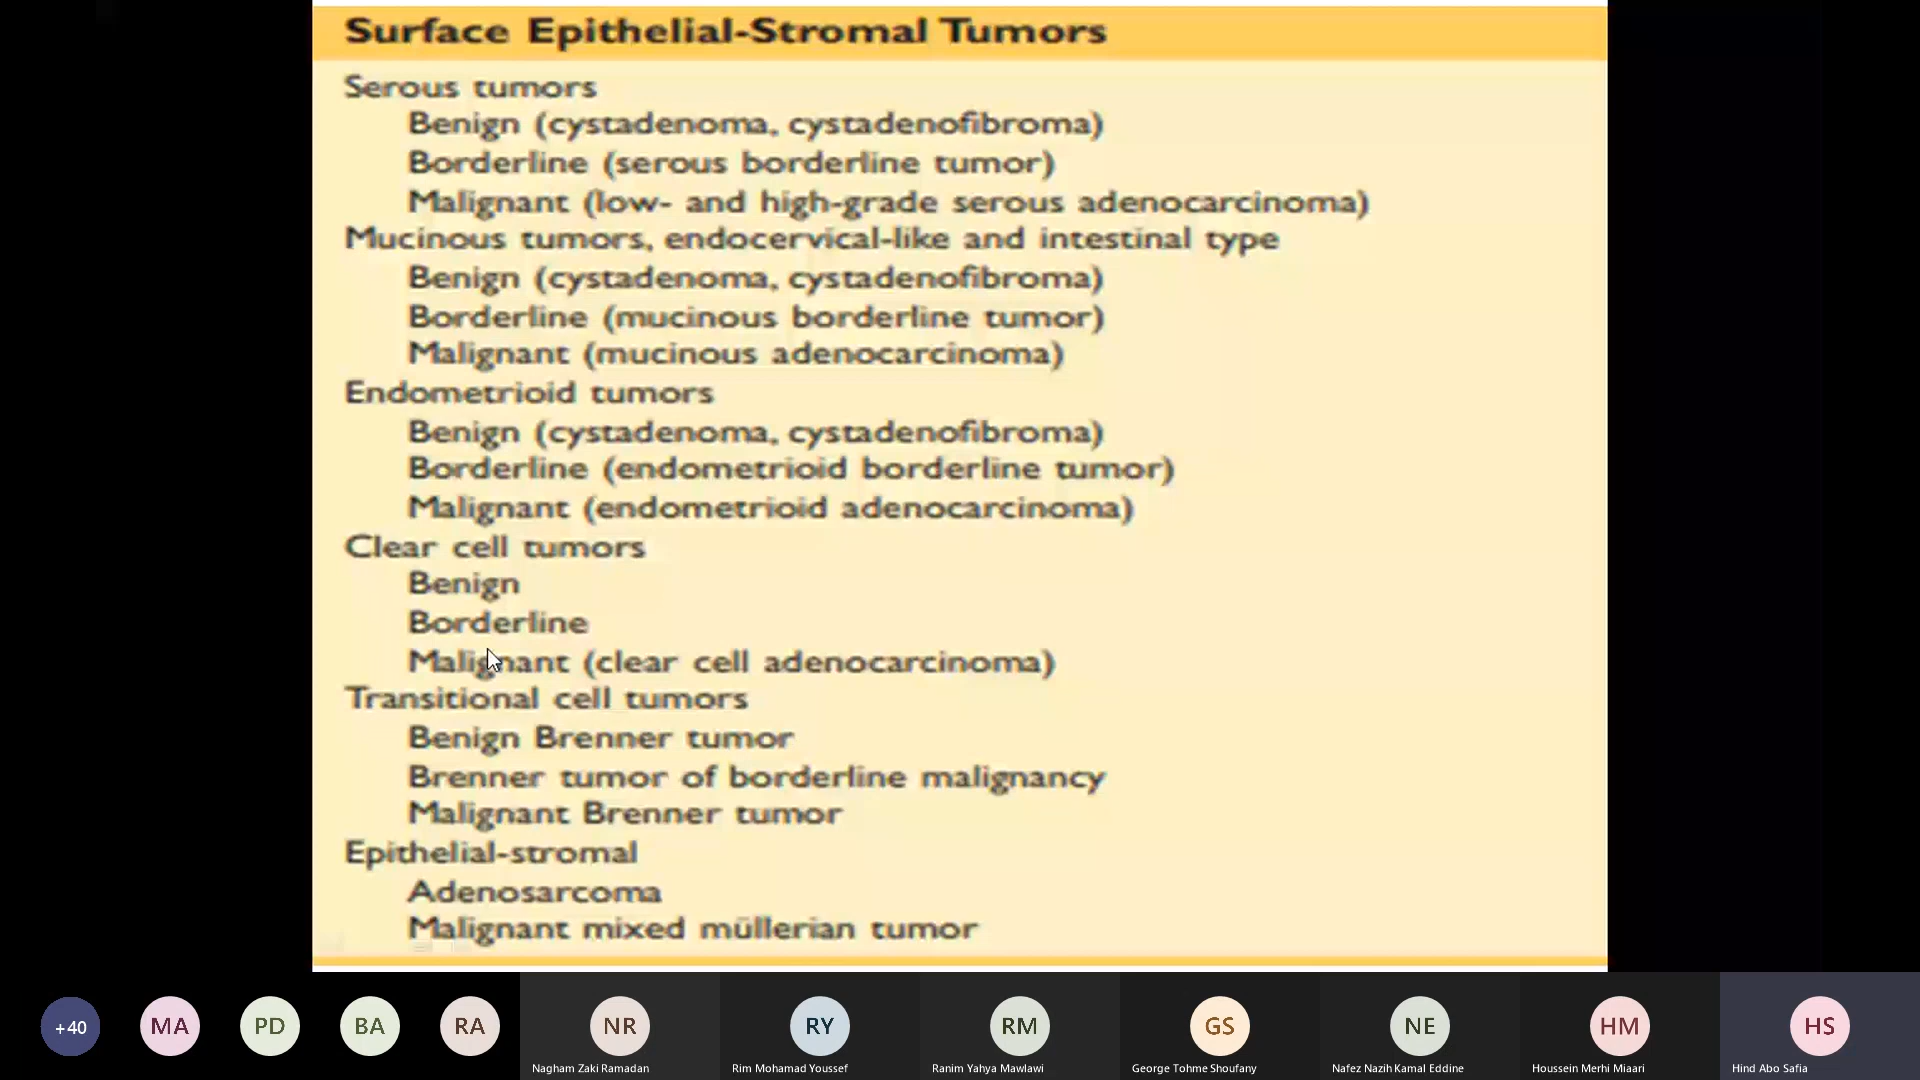 Surface Epithelial-Stromal Tumors
Serous tumors
Benign (cystadenoma, cystadenofibroma)
Borderline (serous borderline tumor)
Malignant (low- and high-grade serous adenocarcinoma)
Mucinous tumors, endocervical-like and intestinal type
Benign (cystadenoma, cystadenofibroma)
Borderline (mucinous borderline tumor)
Malignant (mucinous adenocarcinoma)
Endometrioid tumors
Benign (cystadenoma, cystadenofibroma)
Borderline (endometrioid borderline tumor)
Malignant (endometrioid adenocarcinoma)
Clear cell tumors
Benign
Borderline
Malignant (clear cell adenocarcinoma)
Transitional cell tumors
Benign Brenner tumor
Brenner tumor of borderline malignancy
Malignant Brenner tumor
Epithelial-stromal
Adenosarcoma
Malignant mixed müllerian tumor
+40 MA PD BA RA NR RY RM GS NE HM HS
Nagham Zaki Ramadan Rim Mohamad Youssef Ranim Yahya Mawlawi George Tohme Shoufany Nafez Nazih Kamal Eddine Houssein Merhi Miaari Hind Abo Safia